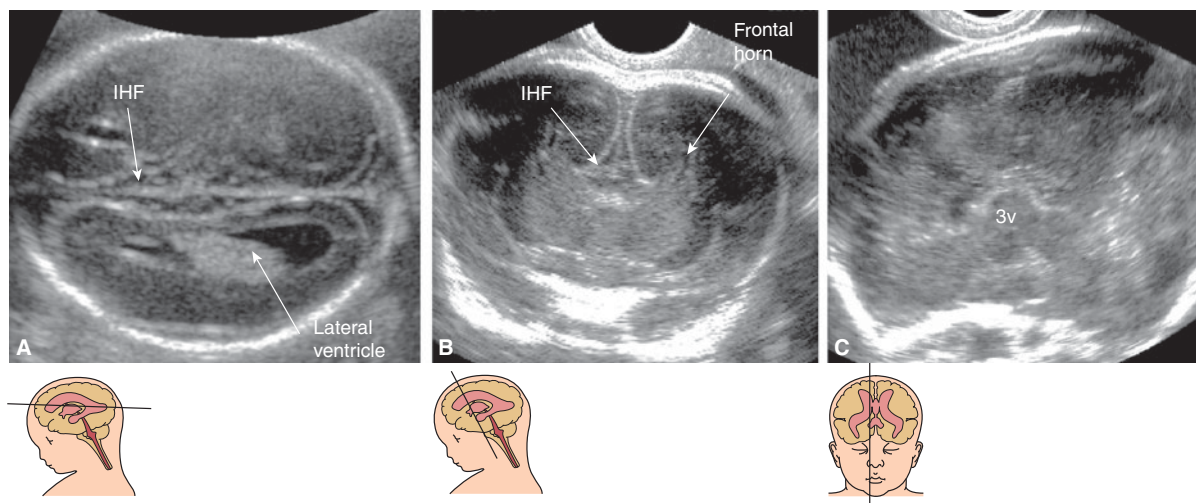 IHF
Lateral
ventricle
A
Frontal
horn
IHF
B
3v
C